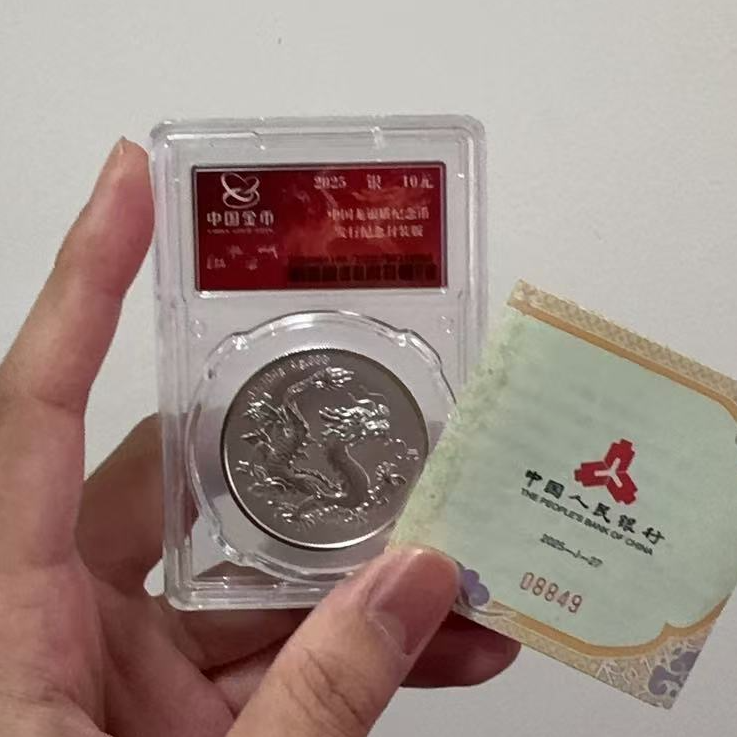 2025 银 10元
中国金币
CHINA GOLD COIN
中国龙银质纪念币
发行纪念封装版
中国人民银行
THE PEOPLE'S BANK OF CHINA
2025-J-27
08849